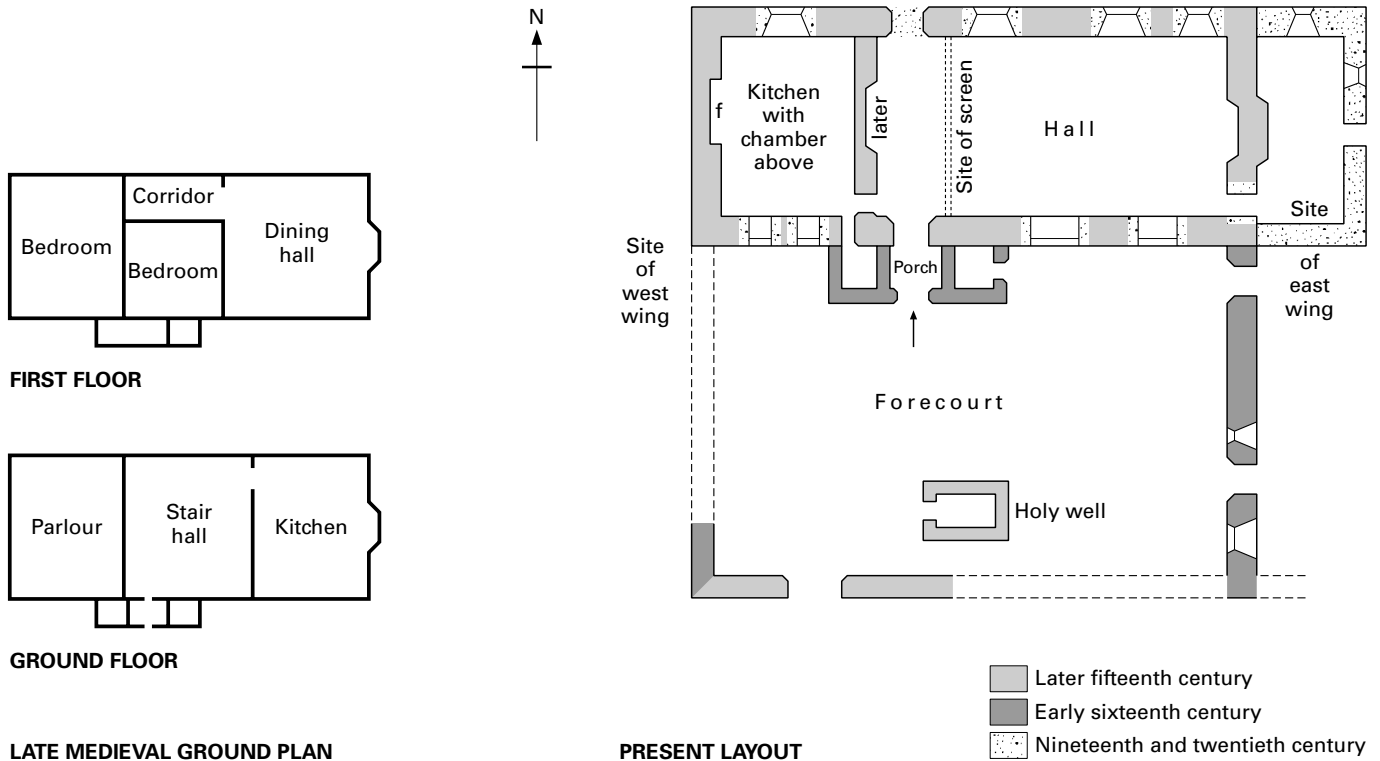 N
Corridor
Bedroom
Bedroom
Dining
hall
FIRST FLOOR
Parlour
Stair
hall
Kitchen
GROUND FLOOR
LATE MEDIEVAL GROUND PLAN
f
Kitchen
with
chamber
above
later
Site of screen
Hall
Site
of
east
wing
Site
of
west
wing
Porch
Forecourt
Holy well
PRESENT LAYOUT
Later fifteenth century
Early sixteenth century
Nineteenth and twentieth century